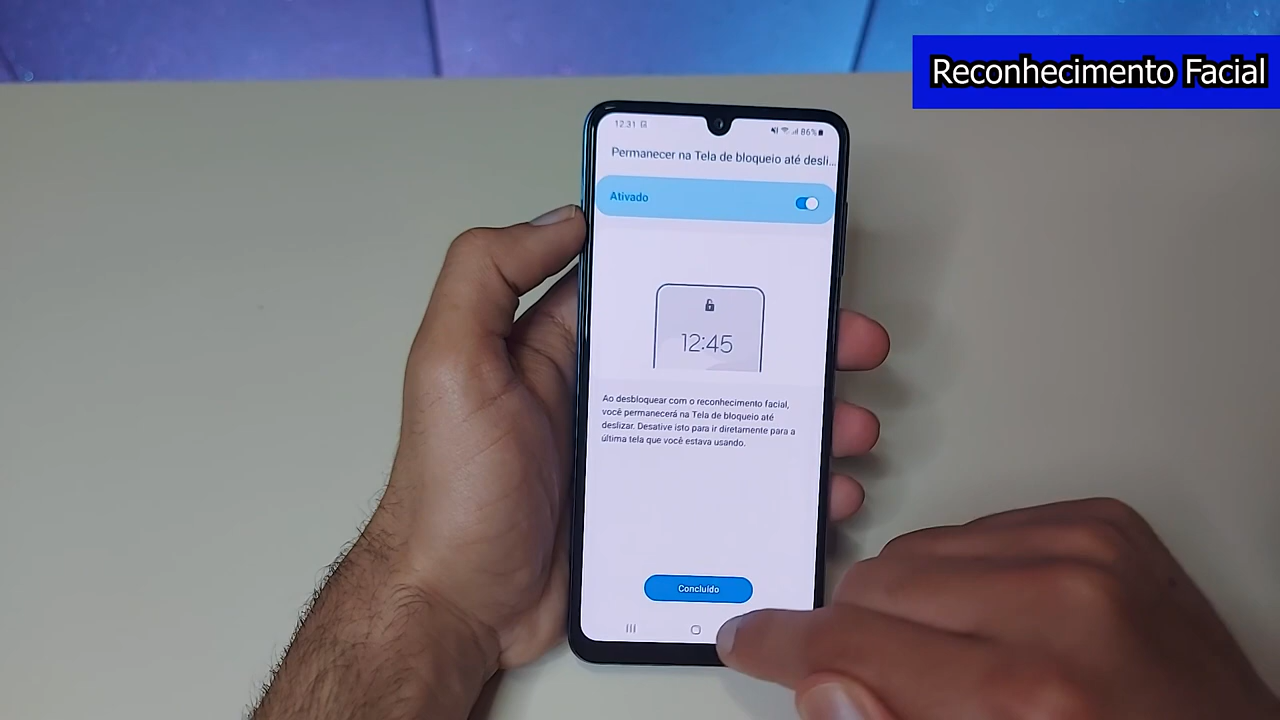 Reconhecimento Facial
12:31
86%
Permanecer na Tela de bloqueio até desli...
Ativado
12:45
Ao desbloquear com o reconhecimento facial,
você permanecerá na Tela de bloqueio até
deslizar. Desative isto para ir diretamente para a
última tela que você estava usando.
Concluído